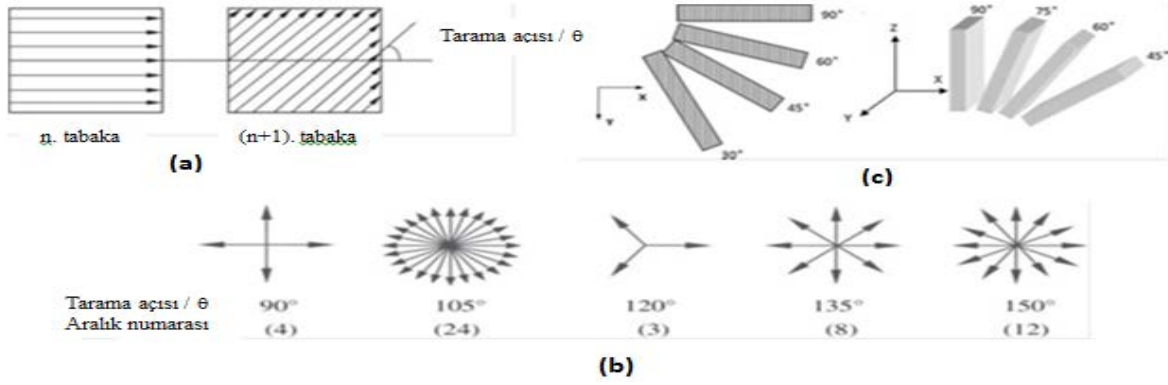 Tarama açısı / θ
n. tabaka
(n+1). tabaka
(a)
90°
60°
45°
30°
X
Y
Z
X
Y
90°
75°
60°
45°
(c)
Tarama açısı / θ
90°
105°
120°
135°
150°
Aralık numarası
(4)
(24)
(3)
(8)
(12)
(b)